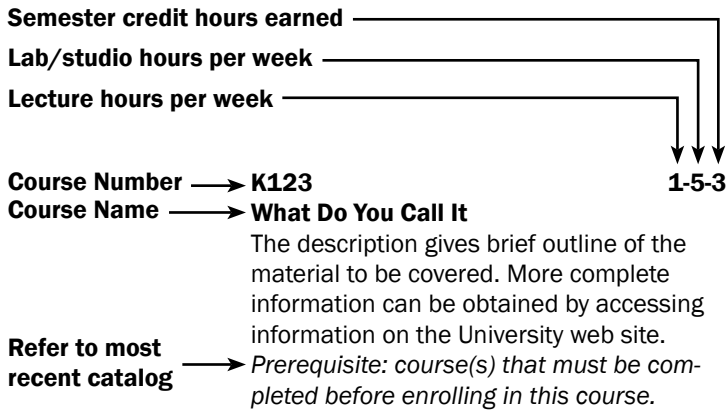 Semester credit hours earned
Lab/studio hours per week
Lecture hours per week
Course Number K123 1-5-3
Course Name What Do You Call It
The description gives brief outline of the
material to be covered. More complete
information can be obtained by accessing
information on the University web site.
Refer to most
recent catalog
Prerequisite: course(s) that must be com-
pleted before enrolling in this course.